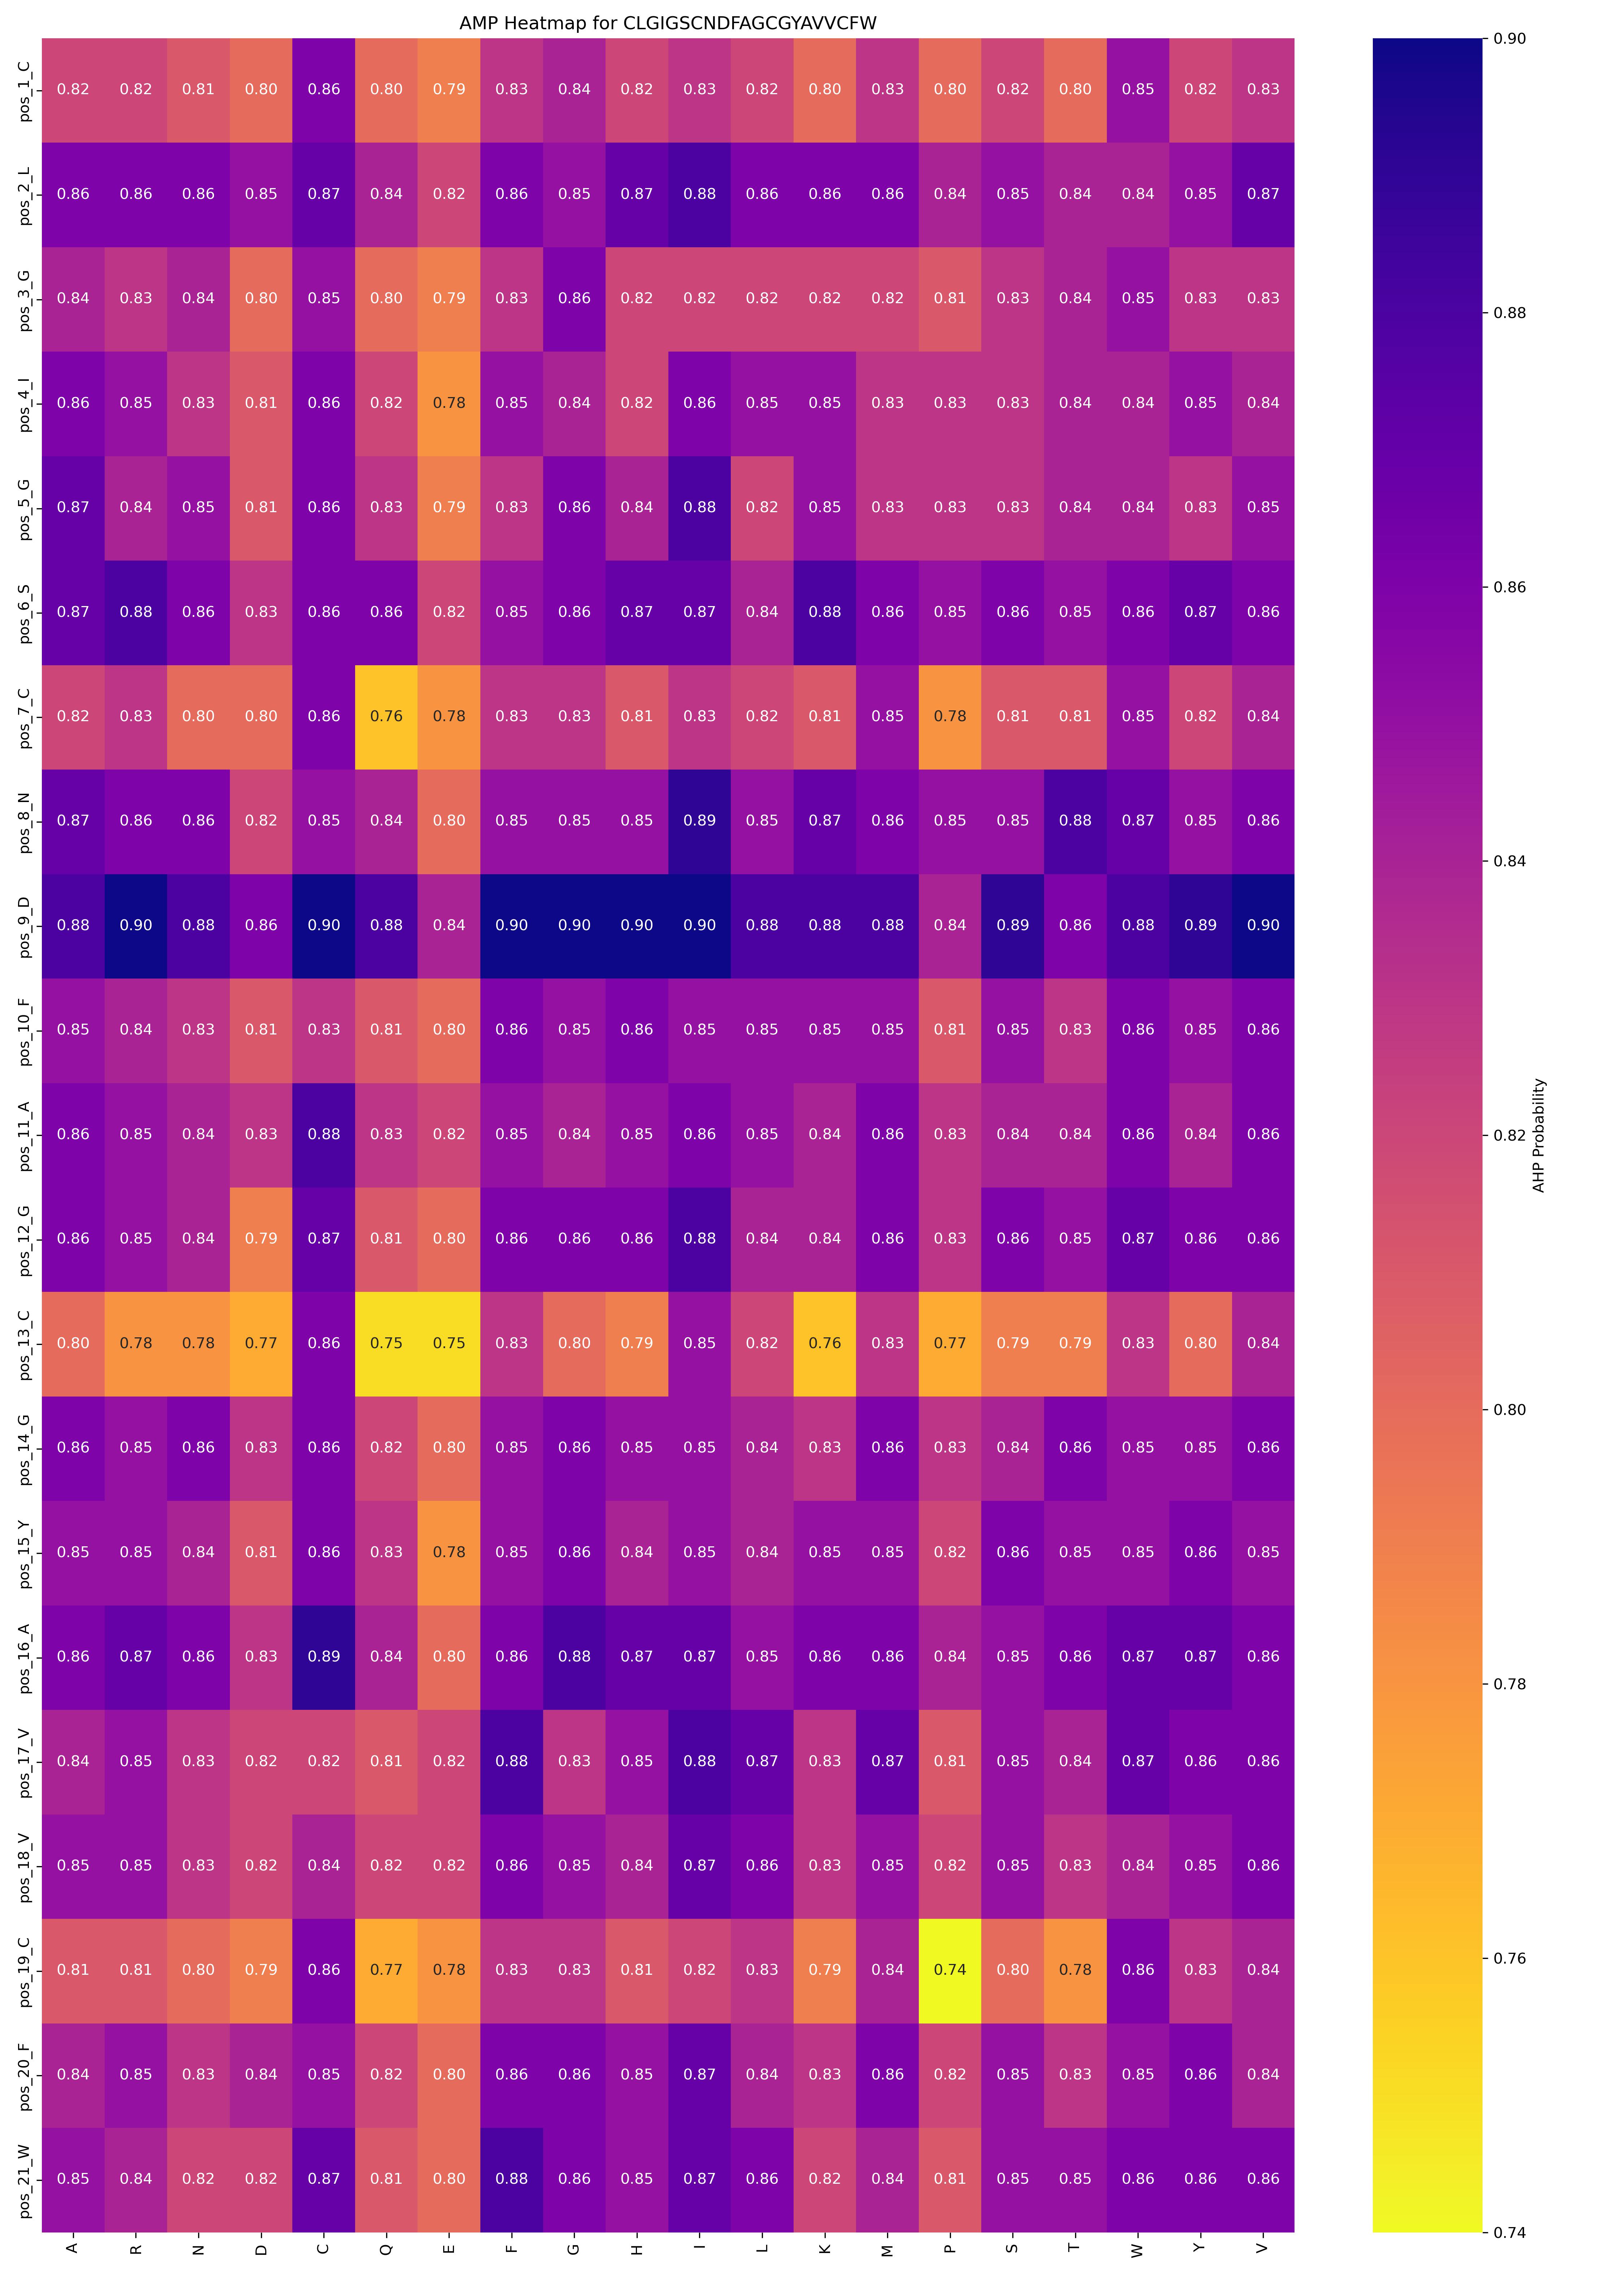 AMP Heatmap for CLGIGSCNDFAGCGYAVVCFW
pos_1_C 0.82 0.82 0.81 0.80 0.86 0.80 0.79 0.83 0.84 0.82 0.83 0.82 0.80 0.83 0.80 0.82 0.80 0.85 0.82 0.83
pos_2_L 0.86 0.86 0.86 0.85 0.87 0.84 0.82 0.86 0.85 0.87 0.88 0.86 0.86 0.86 0.84 0.85 0.84 0.84 0.85 0.87
pos_3_G 0.84 0.83 0.84 0.80 0.85 0.80 0.79 0.83 0.86 0.82 0.82 0.82 0.82 0.82 0.81 0.83 0.84 0.85 0.83 0.83
pos_4_I 0.86 0.85 0.83 0.81 0.86 0.82 0.78 0.85 0.84 0.82 0.86 0.85 0.85 0.83 0.83 0.83 0.84 0.84 0.85 0.84
pos_5_G 0.87 0.84 0.85 0.81 0.86 0.83 0.79 0.83 0.86 0.84 0.88 0.82 0.85 0.83 0.83 0.83 0.84 0.84 0.83 0.85
pos_6_S 0.87 0.88 0.86 0.83 0.86 0.86 0.82 0.85 0.86 0.87 0.87 0.84 0.88 0.86 0.85 0.86 0.85 0.86 0.87 0.86
pos_7_C 0.82 0.83 0.80 0.80 0.86 0.76 0.78 0.83 0.83 0.81 0.83 0.82 0.81 0.85 0.78 0.81 0.81 0.85 0.82 0.84
pos_8_N 0.87 0.86 0.86 0.82 0.85 0.84 0.80 0.85 0.85 0.85 0.89 0.85 0.87 0.86 0.85 0.85 0.88 0.87 0.85 0.86
pos_9_D 0.88 0.90 0.88 0.86 0.90 0.88 0.84 0.90 0.90 0.90 0.90 0.88 0.88 0.88 0.84 0.89 0.86 0.88 0.89 0.90
pos_10_F 0.85 0.84 0.83 0.81 0.83 0.81 0.80 0.86 0.85 0.86 0.85 0.85 0.85 0.85 0.81 0.85 0.83 0.86 0.85 0.86
pos_11_A 0.86 0.85 0.84 0.83 0.88 0.83 0.82 0.85 0.84 0.85 0.86 0.85 0.84 0.86 0.83 0.84 0.84 0.86 0.84 0.86
pos_12_G 0.86 0.85 0.84 0.79 0.87 0.81 0.80 0.86 0.86 0.86 0.88 0.84 0.84 0.86 0.83 0.86 0.85 0.87 0.86 0.86
pos_13_C 0.80 0.78 0.78 0.77 0.86 0.75 0.75 0.83 0.80 0.79 0.85 0.82 0.76 0.83 0.77 0.79 0.79 0.83 0.80 0.84
pos_14_G 0.86 0.85 0.86 0.83 0.86 0.82 0.80 0.85 0.86 0.85 0.85 0.84 0.83 0.86 0.83 0.84 0.86 0.85 0.85 0.86
pos_15_Y 0.85 0.85 0.84 0.81 0.86 0.83 0.78 0.85 0.86 0.84 0.85 0.84 0.85 0.85 0.82 0.86 0.85 0.85 0.86 0.85
pos_16_A 0.86 0.87 0.86 0.83 0.89 0.84 0.80 0.86 0.88 0.87 0.87 0.85 0.86 0.86 0.84 0.85 0.86 0.87 0.87 0.86
pos_17_V 0.84 0.85 0.83 0.82 0.82 0.81 0.82 0.88 0.83 0.85 0.88 0.87 0.83 0.87 0.81 0.85 0.84 0.87 0.86 0.86
pos_18_V 0.85 0.85 0.83 0.82 0.84 0.82 0.82 0.86 0.85 0.84 0.87 0.86 0.83 0.85 0.82 0.85 0.83 0.84 0.85 0.86
pos_19_C 0.81 0.81 0.80 0.79 0.86 0.77 0.78 0.83 0.83 0.81 0.82 0.83 0.79 0.84 0.74 0.80 0.78 0.86 0.83 0.84
pos_20_F 0.84 0.85 0.83 0.84 0.85 0.82 0.80 0.86 0.86 0.85 0.87 0.84 0.83 0.86 0.82 0.85 0.83 0.85 0.86 0.84
pos_21_W 0.85 0.84 0.82 0.82 0.87 0.81 0.80 0.88 0.86 0.85 0.87 0.86 0.82 0.84 0.81 0.85 0.85 0.86 0.86 0.86
A R N D C Q E F G H I L K M P S T W Y V
0.90
0.88
0.86
0.84
0.82
0.80
0.78
0.76
0.74
AHP Probability